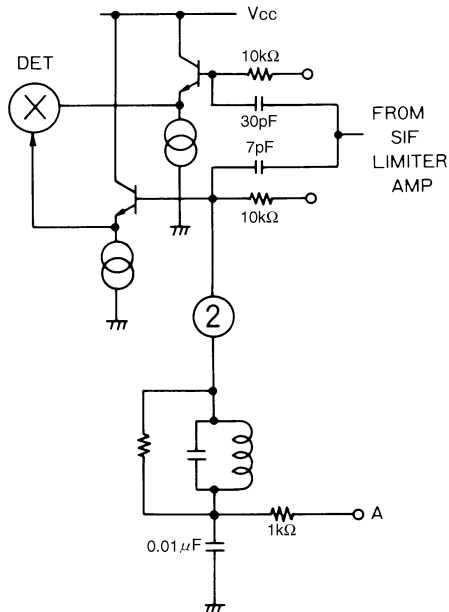 Vcc
DET
10kΩ
30pF
FROM
SIF
LIMITER
AMP
7pF
10kΩ
2
A
1kΩ
0.01μF